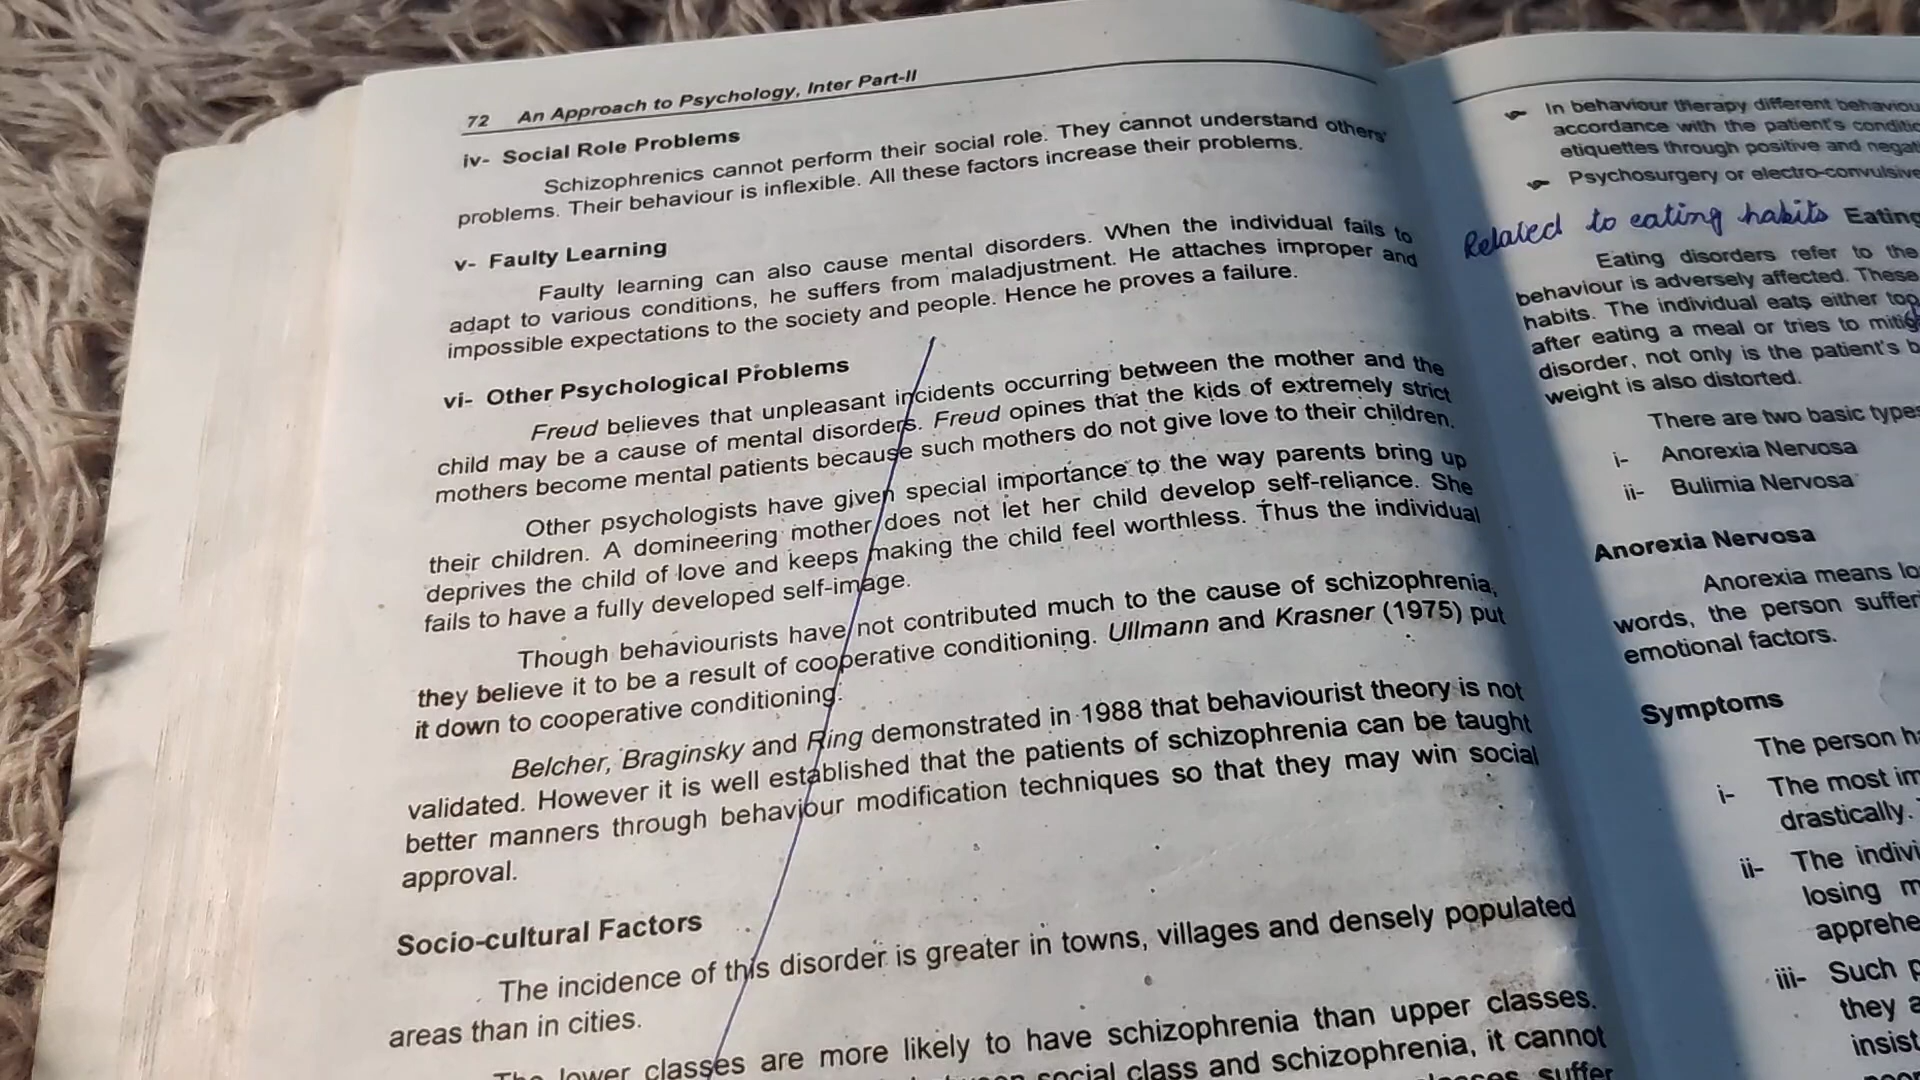 72 An Approach to Psychology, Inter Part-II
iv- Social Role Problems
Schizophrenics cannot perform their social role. They cannot understand others'
problems. Their behaviour is inflexible. All these factors increase their problems.
v- Faulty Learning
Faulty learning can also cause mental disorders. When the individual fails to
adapt to various conditions, he suffers from maladjustment. He attaches improper and
impossible expectations to the society and people. Hence he proves a failure.
vi- Other Psychological Problems
Freud believes that unpleasant incidents occurring between the mother and the
child may be a cause of mental disorders. Freud opines that the kids of extremely strict
mothers become mental patients because such mothers do not give love to their children.
Other psychologists have given special importance to the way parents bring up
their children. A domineering mother does not let her child develop self-reliance. She
deprives the child of love and keeps making the child feel worthless. Thus the individual
fails to have a fully developed self-image.
Though behaviourists have not contributed much to the cause of schizophrenia,
they believe it to be a result of cooperative conditioning. Ullmann and Krasner (1975) put
it down to cooperative conditioning.
Belcher, Braginsky and Ring demonstrated in 1988 that behaviourist theory is not
validated. However it is well established that the patients of schizophrenia can be taught
better manners through behaviour modification techniques so that they may win social
approval.
Socio-cultural Factors
The incidence of this disorder is greater in towns, villages and densely populated
areas than in cities.
The lower classes are more likely to have schizophrenia than upper classes.
social class and schizophrenia, it cannot
suffer
In behaviour therapy different behaviou
accordance with the patient's conditio
etiquettes through positive and negat
Psychosurgery or electro-convulsive
Related to eating habits Eating
Eating disorders refer to the
behaviour is adversely affected. These
habits. The individual eats either too
after eating a meal or tries to mitig
disorder, not only is the patient's b
weight is also distorted.
There are two basic types
i- Anorexia Nervosa
ii- Bulimia Nervosa
Anorexia Nervosa
Anorexia means lo
words, the person suffer
emotional factors.
Symptoms
The person ha
i- The most im
drastically.
ii- The indivi
losing m
apprehe
iii- Such p
they a
insist